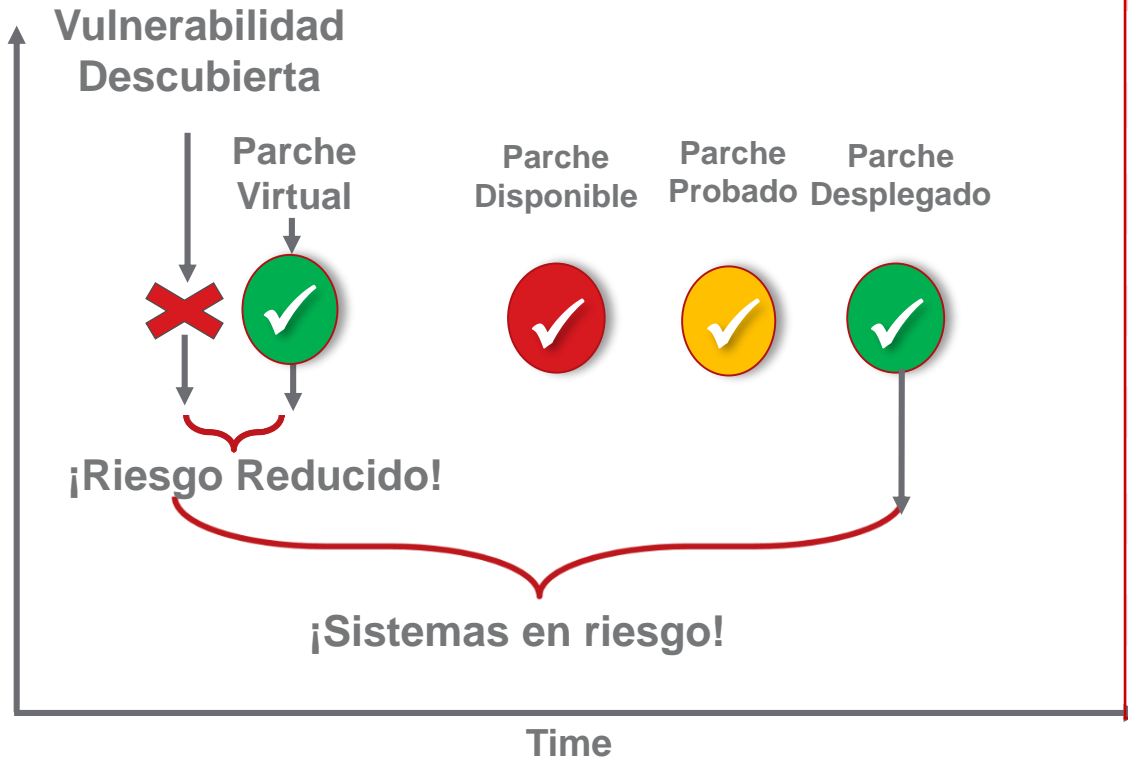 Vulnerabilidad
Descubierta
Parche
Virtual
Parche
Disponible
Parche
Probado
Parche
Desplegado
¡Riesgo Reducido!
¡Sistemas en riesgo!
Time